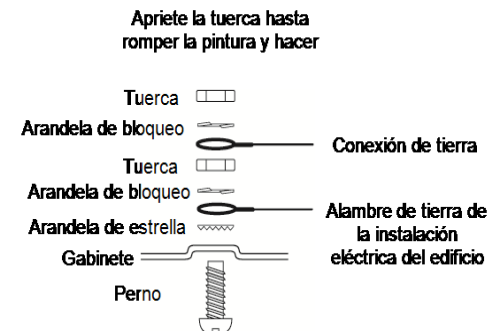 Apriete la tuerca hasta
romper la pintura y hacer
Tuerca
Arandela de bloqueo
Conexión de tierra
Tuerca
Arandela de bloqueo
Alambre de tierra de
la instalación
eléctrica del edificio
Arandela de estrella
Gabinete
Perno